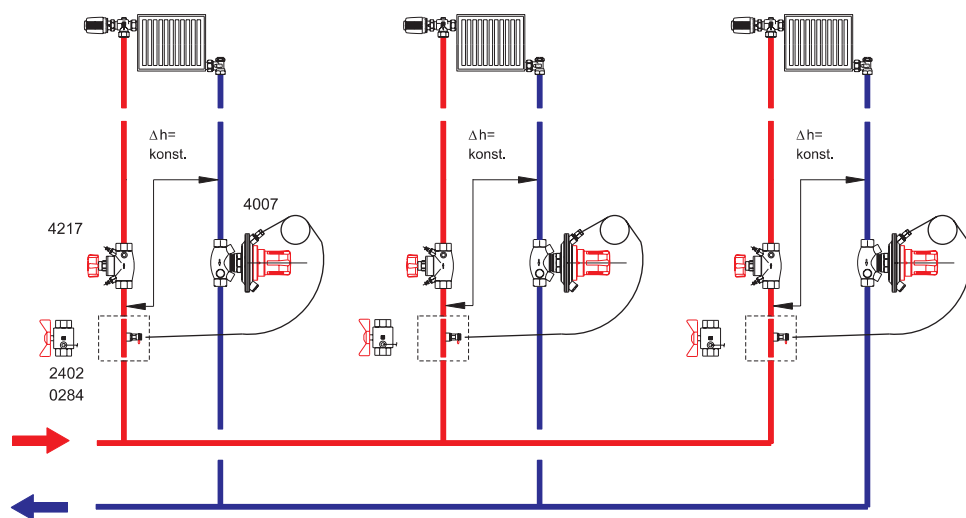 Δh=
konst.
Δh=
konst.
Δh=
konst.
4007
4217
2402
0284